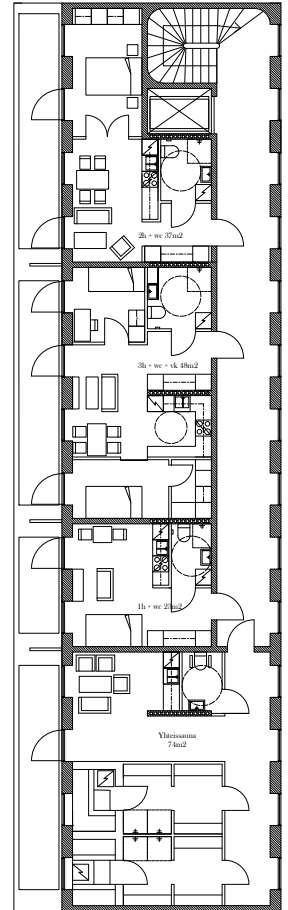 2h + wc 37m2
3h + wc + vk 48m2
1h + wc 23m2
Yhteissauna
74m2